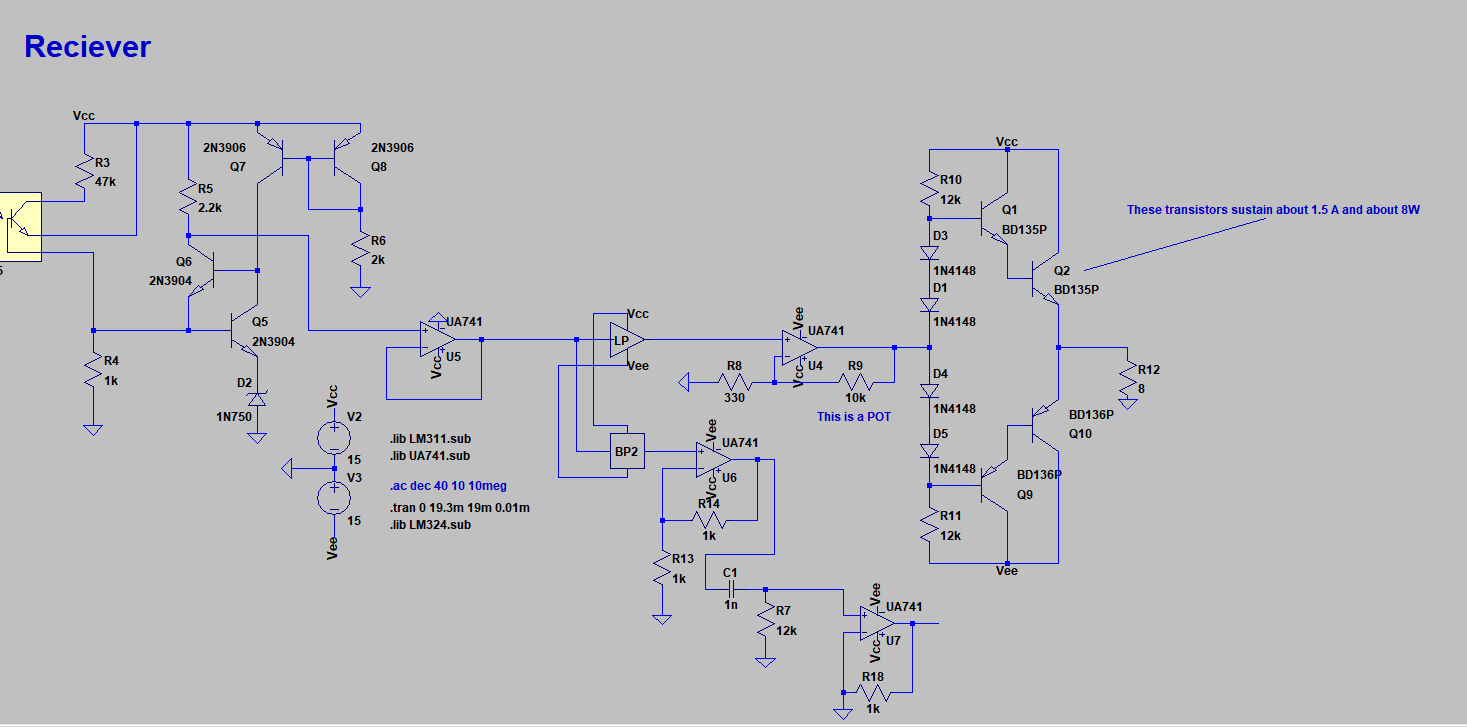 Reciever
Vcc
R3
47k
5
R4
1k
R5
2.2k
2N3906
Q7
2N3906
Q8
R6
2k
Q6
2N3904
Q5
2N3904
D2
1N750
Vcc
V2
15
V3
15
Vee
.lib LM311.sub
.lib UA741.sub
.ac dec 40 10 10meg
.tran 0 19.3m 19m 0.01m
.lib LM324.sub
UA741
U5
Vcc
Vcc
LP
Vee
BP2
Vee
UA741
U4
Vcc
R8
330
R9
10k
This is a POT
Vee
UA741
U6
Vcc
R14
1k
R13
1k
C1
1n
R7
12k
Vee
UA741
U7
Vcc
R18
1k
Vcc
R10
12k
Q1
BD135P
D3
1N4148
D1
1N4148
Q2
BD135P
These transistors sustain about 1.5 A and about 8W
D4
1N4148
D5
1N4148
R11
12k
BD136P
Q10
BD136P
Q9
Vee
R12
8